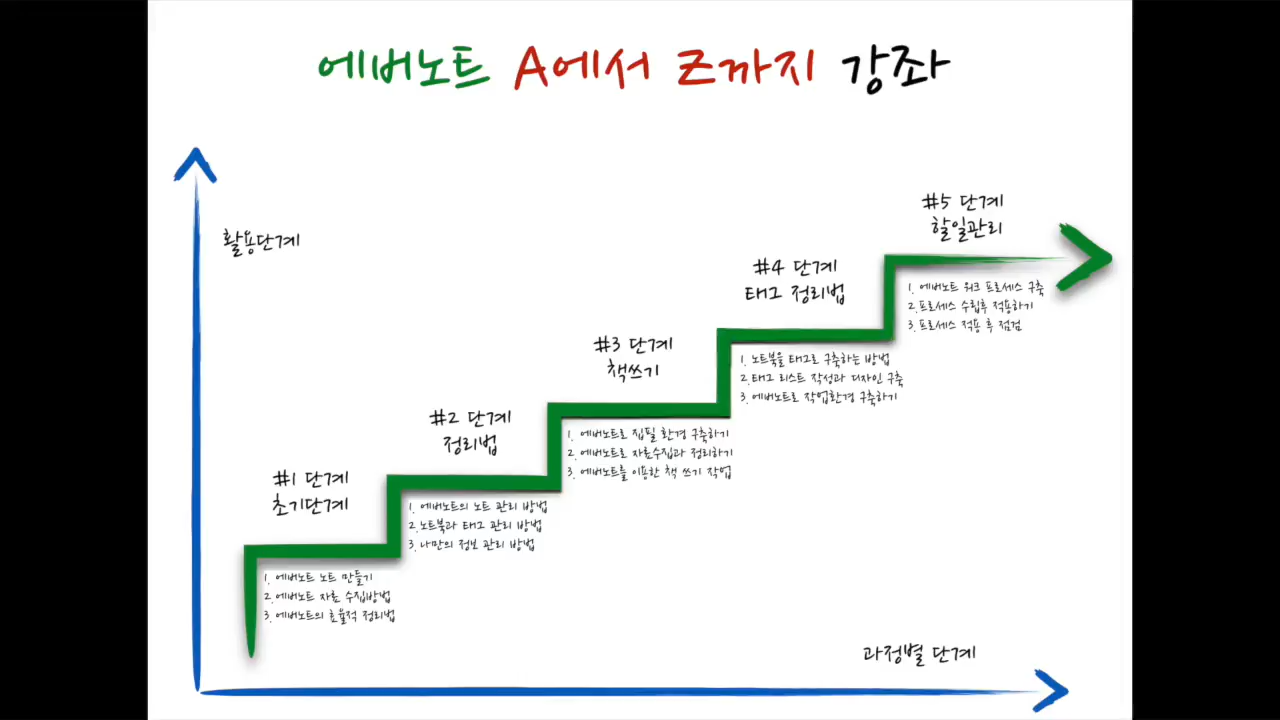 에버노트 A에서 Z까지 강좌
활용단계
#5 단계
할일관리
1. 에버노트 워크 프로세스 구축
2. 프로세스 수립후 적용하기
3. 프로세스 적용 후 점검
#4 단계
태그 정리법
1. 노트북을 태그로 구축하는 방법
2. 태그 리스트 작성과 디자인 구축
3. 에버노트로 작업환경 구축하기
#3 단계
책쓰기
1. 에버노트로 집필 환경 구축하기
2. 에버노트로 자료수집과 정리하기
3. 에버노트를 이용한 책 쓰기 작업
#2 단계
정리법
1. 에버노트의 노트 관리 방법
2. 노트북과 태그 관리 방법
3. 나만의 정보 관리 방법
#1 단계
초기단계
1. 에버노트 노트 만들기
2. 에버노트 자료 수집방법
3. 에버노트의 효율적 정리법
과정별 단계